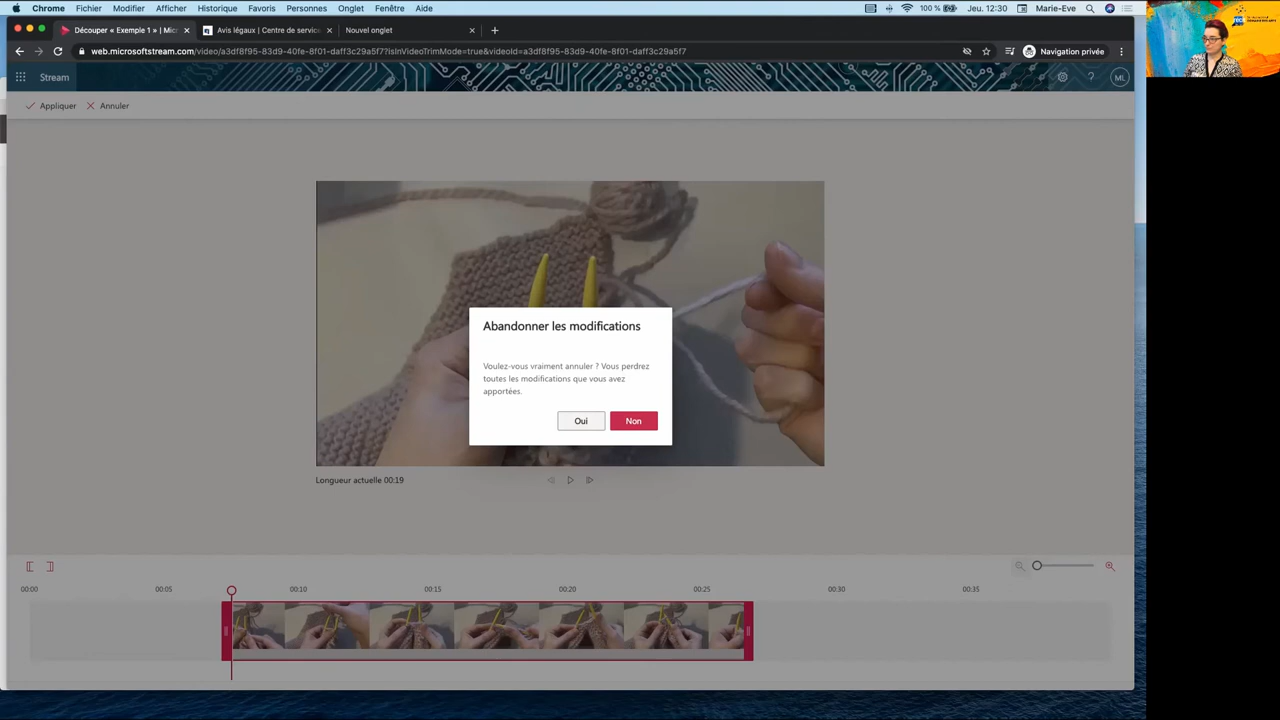 Chrome Fichier Modifier Afficher Historique Favoris Personnes Onglet Fenêtre Aide 100 % Jeu. 12:30 Marie-Eve
Découper « Exemple 1 » | Mic Avis légaux | Centre de service Nouvel onglet
web.microsoftstream.com/video/a3df8f95-83d9-40fe-8f01-daff3c29a5f7?isInVideoTrimMode=true&videoId=a3df8f95-83d9-40fe-8f01-daff3c29a5f7 Navigation privée
Stream ? ML
Appliquer Annuler
Abandonner les modifications
Voulez-vous vraiment annuler ? Vous perdrez
toutes les modifications que vous avez
apportées.
Oui Non
Longueur actuelle 00:19
00:00 00:05 00:10 00:15 00:20 00:25 00:30 00:35